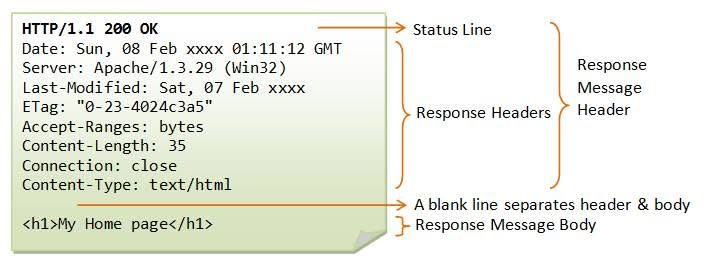 HTTP/1.1 200 OK
Date: Sun, 08 Feb xxxx 01:11:12 GMT
Server: Apache/1.3.29 (Win32)
Last-Modified: Sat, 07 Feb xxxx
ETag: "0-23-4024c3a5"
Accept-Ranges: bytes
Content-Length: 35
Connection: close
Content-Type: text/html
<h1>My Home page</h1>
Status Line
Response Headers
Response
Message
Header
A blank line separates header & body
Response Message Body